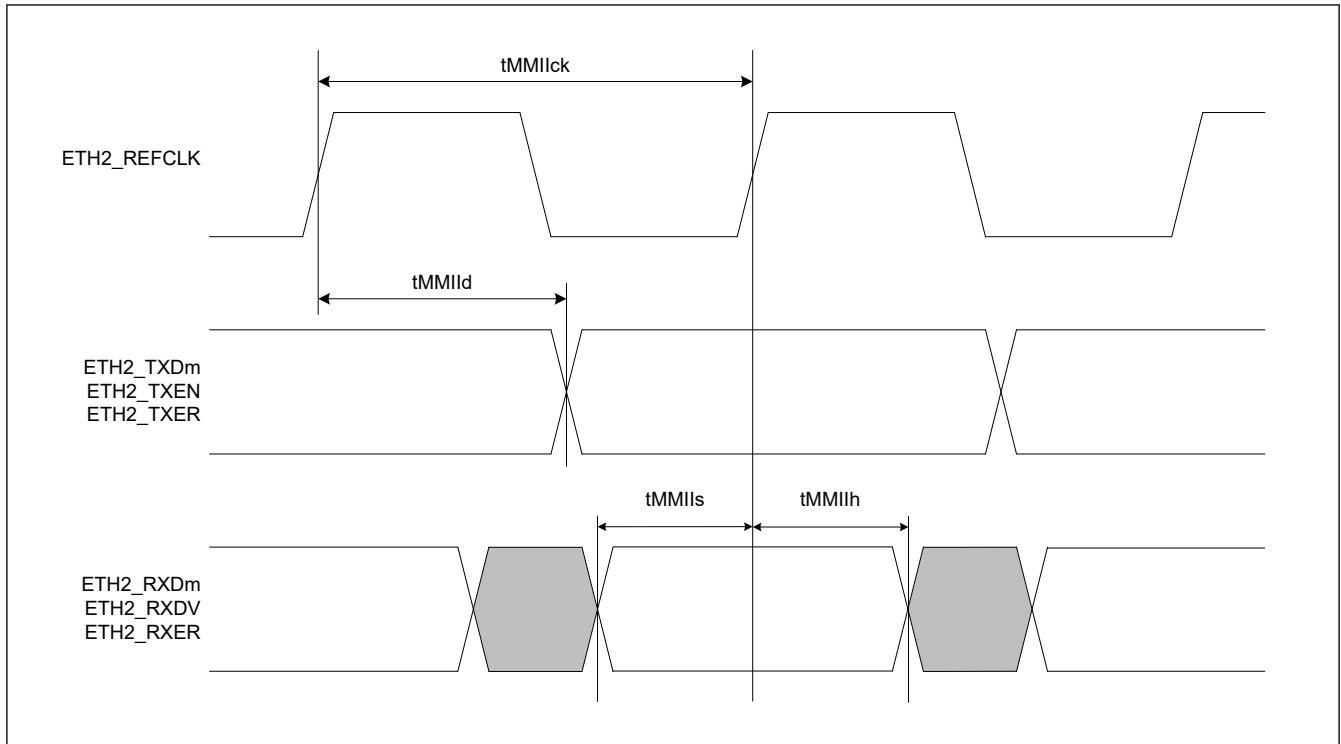 tMMIIck
ETH2_REFCLK
tMMIId
ETH2_TXDm
ETH2_TXEN
ETH2_TXER
tMMIIs
tMMIIh
ETH2_RXDm
ETH2_RXDV
ETH2_RXER